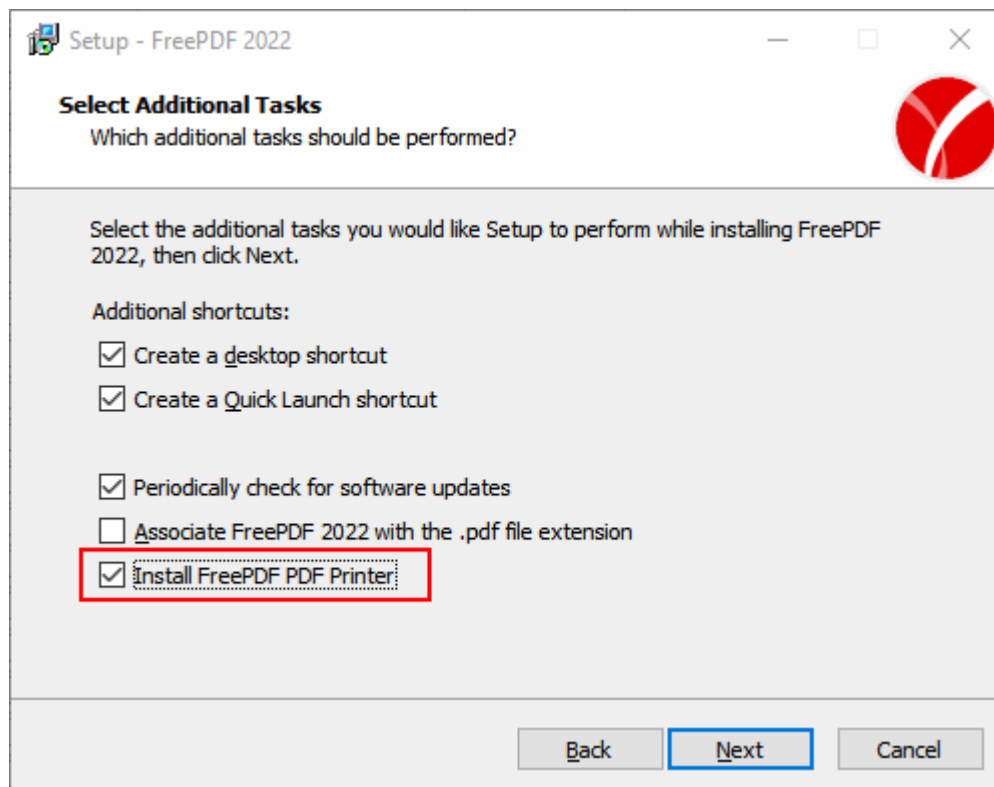 Setup - FreePDF 2022
Select Additional Tasks
Which additional tasks should be performed?
Select the additional tasks you would like Setup to perform while installing FreePDF
2022, then click Next.
Additional shortcuts:
Create a desktop shortcut
Create a Quick Launch shortcut
Periodically check for software updates
Associate FreePDF 2022 with the .pdf file extension
Install FreePDF PDF Printer
Back Next Cancel